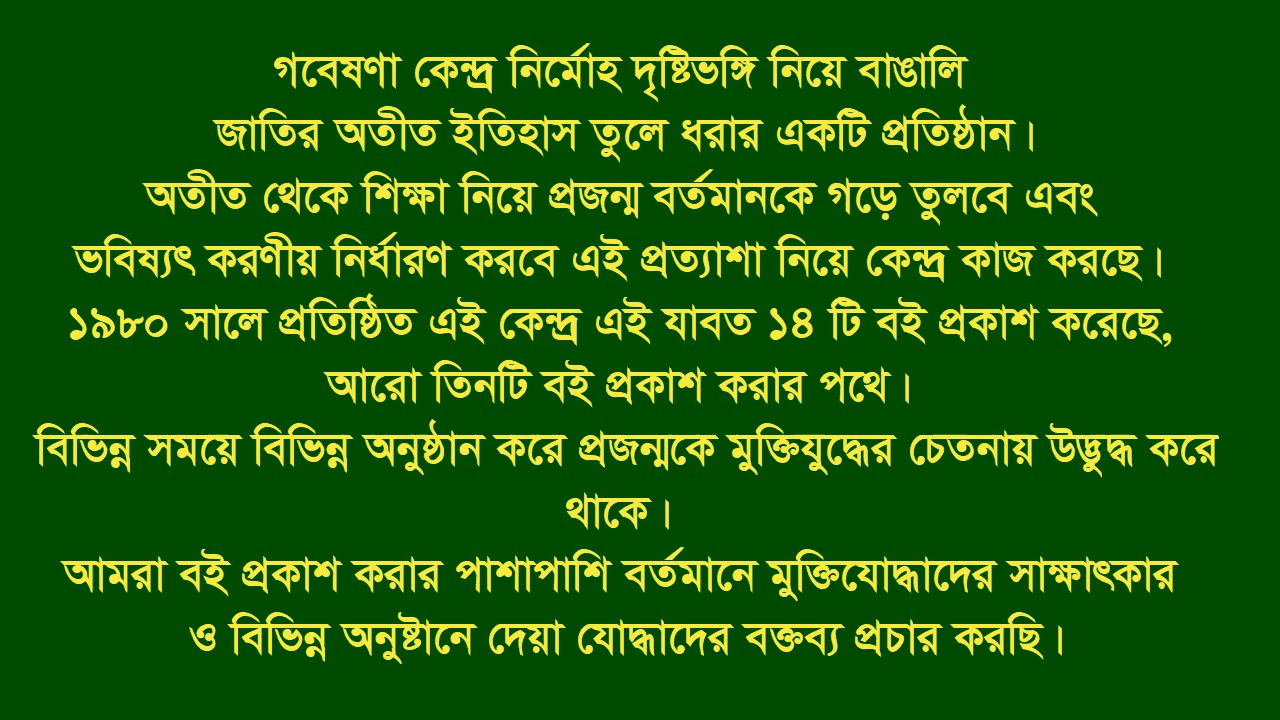 গবেষণা কেন্দ্র নির্মোহ দৃষ্টিভঙ্গি নিয়ে বাঙালি
জাতির অতীত ইতিহাস তুলে ধরার একটি প্রতিষ্ঠান।
অতীত থেকে শিক্ষা নিয়ে প্রজন্ম বর্তমানকে গড়ে তুলবে এবং
ভবিষ্যৎ করণীয় নির্ধারণ করবে এই প্রত্যাশা নিয়ে কেন্দ্র কাজ করছে।
১৯৮০ সালে প্রতিষ্ঠিত এই কেন্দ্র এই যাবত ১৪ টি বই প্রকাশ করেছে,
আরো তিনটি বই প্রকাশ করার পথে।
বিভিন্ন সময়ে বিভিন্ন অনুষ্ঠান করে প্রজন্মকে মুক্তিযুদ্ধের চেতনায় উদ্ভুদ্ধ করে
থাকে।
আমরা বই প্রকাশ করার পাশাপাশি বর্তমানে মুক্তিযোদ্ধাদের সাক্ষাৎকার
ও বিভিন্ন অনুষ্টানে দেয়া যোদ্ধাদের বক্তব্য প্রচার করছি।